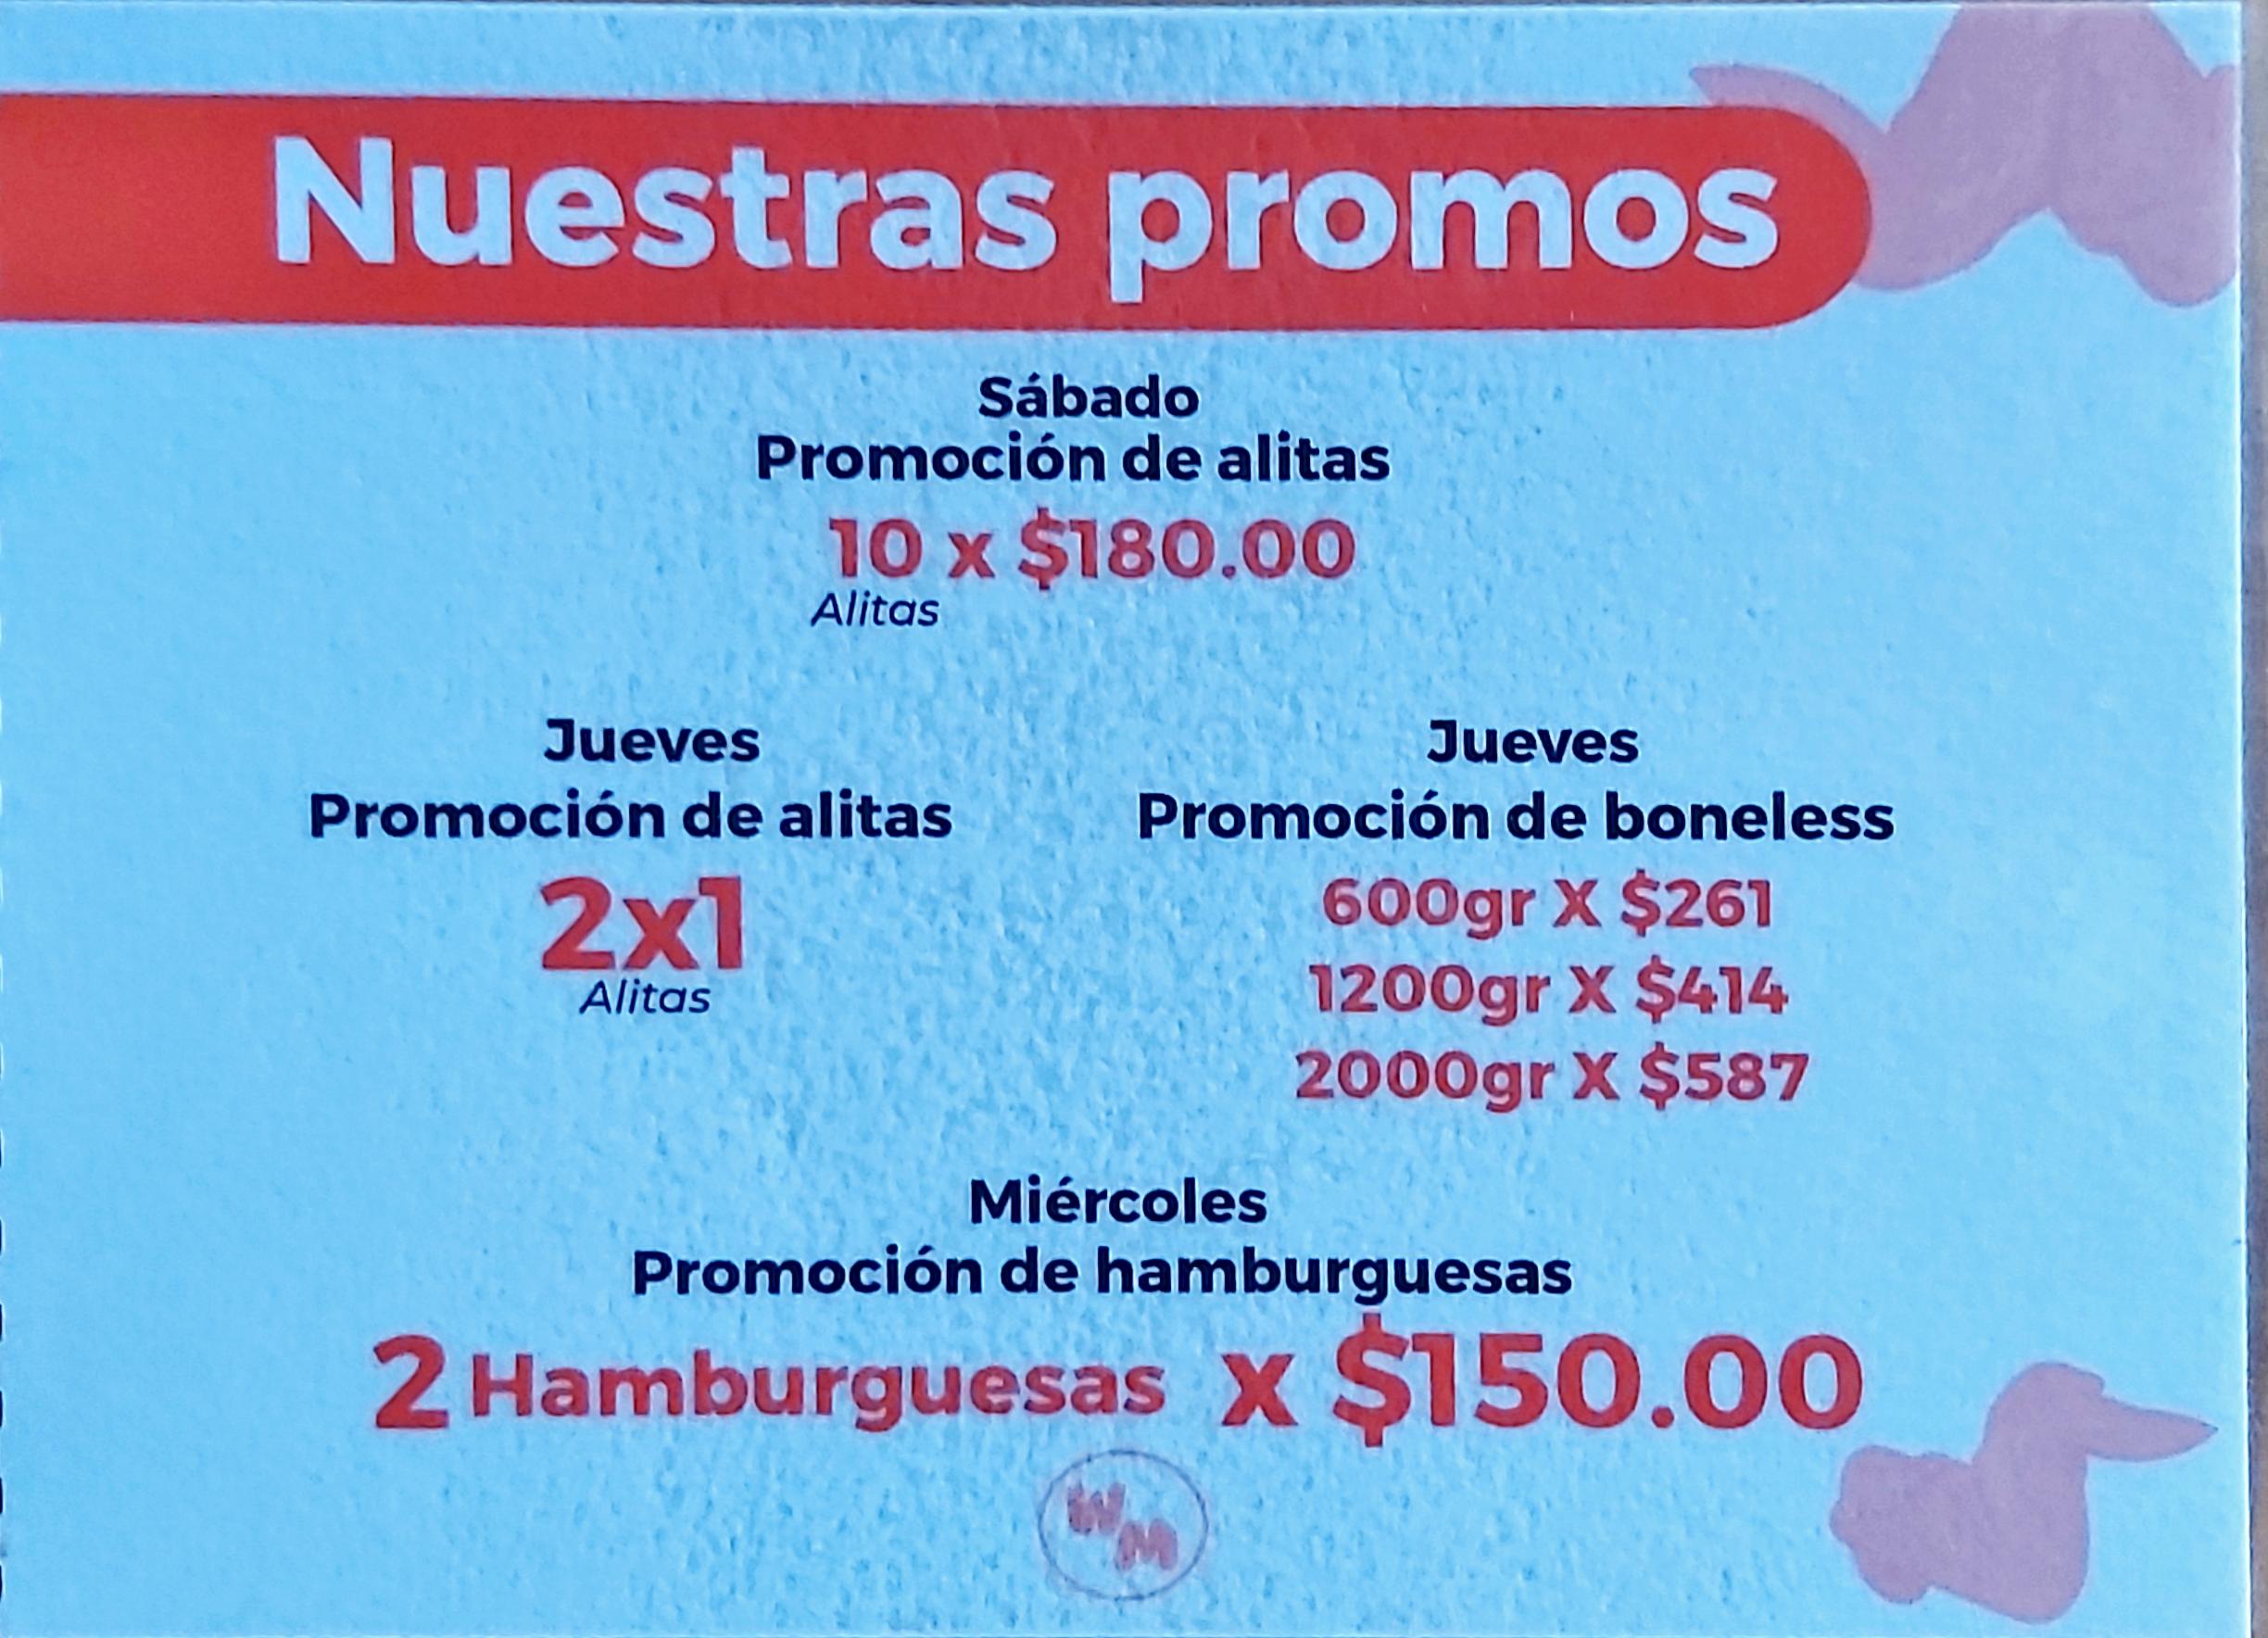 Nuestras promos
Sábado
Promoción de alitas
10 x $180.00
Alitas
Jueves
Promoción de alitas
2x1
Alitas
Jueves
Promoción de boneless
600gr X $261
1200gr X $414
2000gr X $587
Miércoles
Promoción de hamburguesas
2 Hamburguesas x $150.00
WM